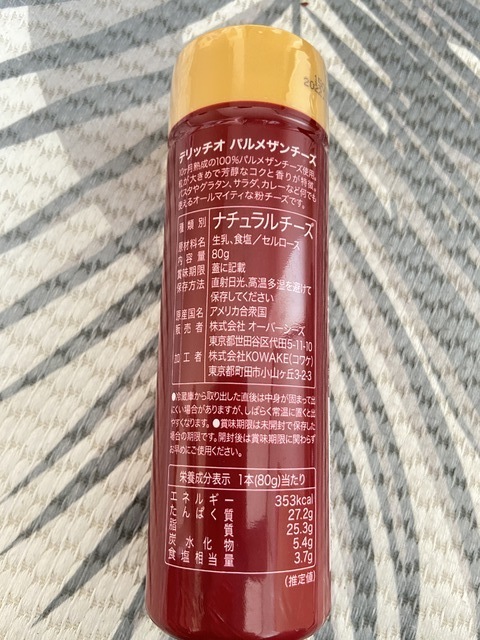 デリッチオ パルメザンチーズ
10ヶ月熟成の100%パルメザンチーズ使用。
粒が大きめで芳醇なコクと香りが特徴。
パスタやグラタン、サラダ、カレーなど何でも
使えるオールマイティな粉チーズです。
種類別 ナチュラルチーズ
原材料名 生乳、食塩/セルロース
内容量 80g
賞味期限 蓋に記載
保存方法 直射日光、高温多湿を避けて
保存してください
原産国名 アメリカ合衆国
販売者 株式会社 オーバーシーズ
東京都世田谷区代田5-11-10
加工者 株式会社KOWAKE(コワケ)
東京都町田市小山ヶ丘3-2-3
●冷蔵庫から取り出した直後は中身が固まって出
にくい場合がありますが、しばらく常温に置くと出
やすくなります。●賞味期限は未開封で保存した
場合の期限です。開封後は賞味期限に関わらず
お早めにご使用ください。
栄養成分表示 1本(80g)当たり
エネルギー 353kcal
たんぱく質 27.2g
脂質 25.3g
炭水化物 5.4g
食塩相当量 3.7g
(推定値)